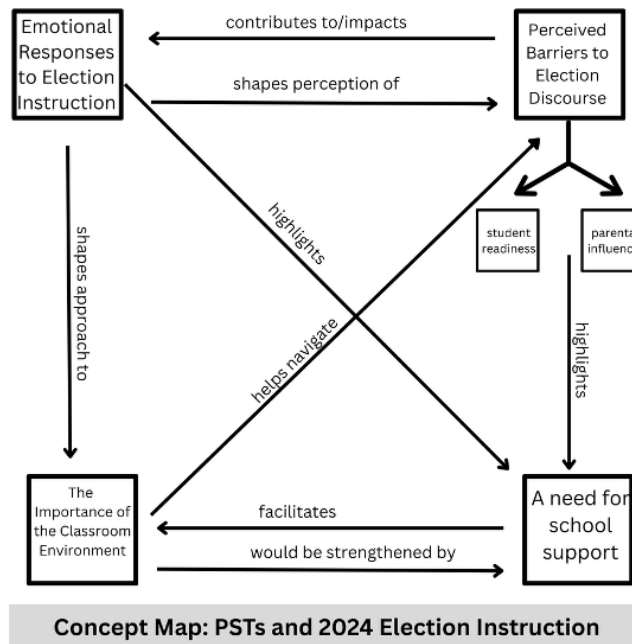 Emotional
Responses
to Election
Instruction
contributes to/impacts
shapes perception of
Perceived
Barriers to
Election
Discourse
student
readiness
parenta
influenc
highlights
shapes approach to
helps navigate
highlights
The
Importance of
the Classroom
Environment
facilitates
would be strengthened by
A need for
school
support
Concept Map: PSTs and 2024 Election Instruction